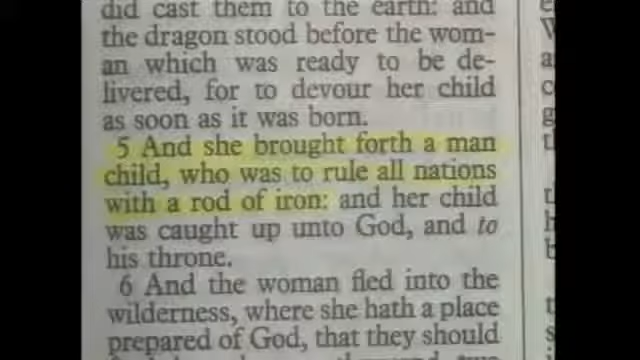 did cast them to the earth: and
the dragon stood before the wom-
an which was ready to be de-
livered, for to devour her child
as soon as it was born.
5 And she brought forth a man
child, who was to rule all nations
with a rod of iron: and her child
was caught up unto God, and to
his throne.
6 And the woman fled into the
wilderness, where she hath a place
prepared of God, that they should